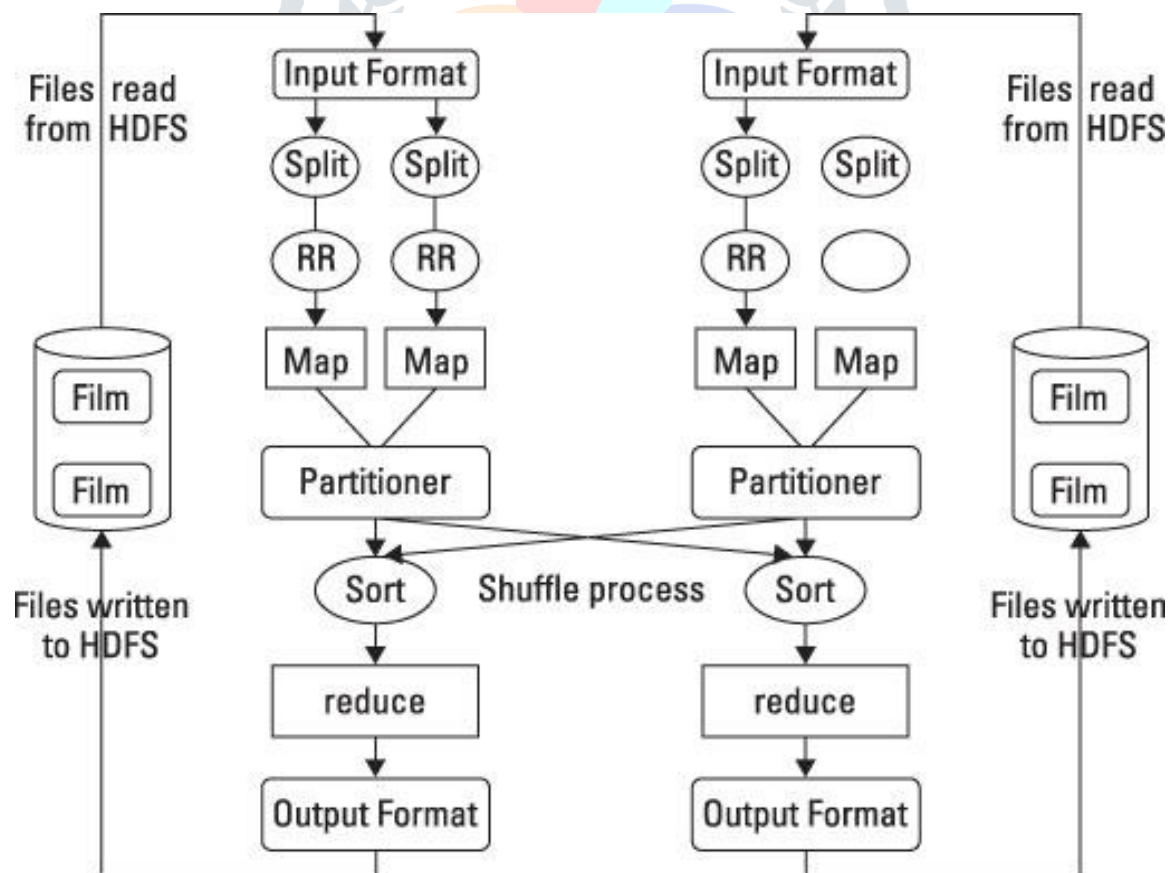 Files read
from HDFS
Input Format
Input Format
Files read
from HDFS
Split
Split
Split
Split
RR
RR
RR
Map
Map
Map
Map
Film
Film
Film
Film
Partitioner
Partitioner
Sort
Shuffle process
Sort
Files written
to HDFS
Files written
to HDFS
reduce
reduce
Output Format
Output Format